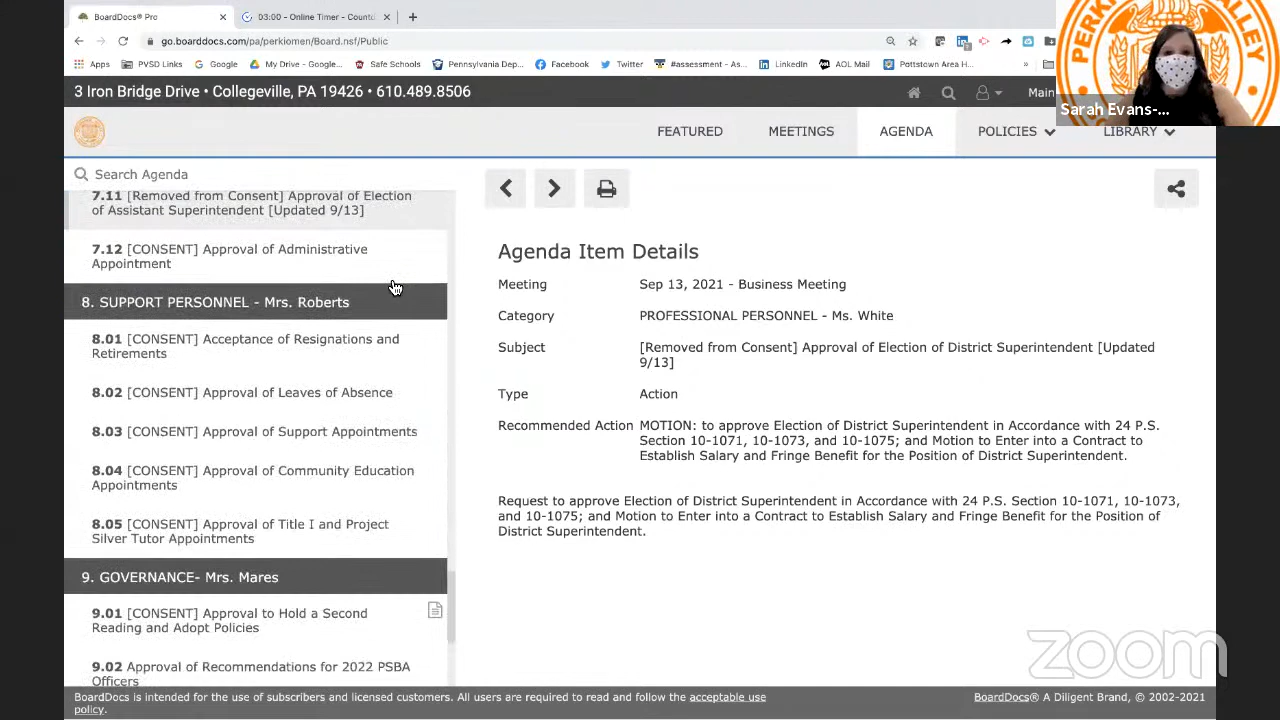 BoardDocs® Pro
03:00 - Online Timer - Countd
go.boarddocs.com/pa/perkiomen/Board.nsf/Public
Apps PVSD Links Google My Drive - Google... Safe Schools Pennsylvania Dep... Facebook Twitter #assessment - As... LinkedIn AOL Mail Pottstown Area H... »
3 Iron Bridge Drive • Collegeville, PA 19426 • 610.489.8506
Main
Sarah Evans-...
FEATURED MEETINGS AGENDA POLICIES LIBRARY
Search Agenda
7.11 [Removed from Consent] Approval of Election
of Assistant Superintendent [Updated 9/13]
7.12 [CONSENT] Approval of Administrative
Appointment
8. SUPPORT PERSONNEL - Mrs. Roberts
8.01 [CONSENT] Acceptance of Resignations and
Retirements
8.02 [CONSENT] Approval of Leaves of Absence
8.03 [CONSENT] Approval of Support Appointments
8.04 [CONSENT] Approval of Community Education
Appointments
8.05 [CONSENT] Approval of Title I and Project
Silver Tutor Appointments
9. GOVERNANCE- Mrs. Mares
9.01 [CONSENT] Approval to Hold a Second
Reading and Adopt Policies
9.02 Approval of Recommendations for 2022 PSBA
Officers
Agenda Item Details
Meeting Sep 13, 2021 - Business Meeting
Category PROFESSIONAL PERSONNEL - Ms. White
Subject [Removed from Consent] Approval of Election of District Superintendent [Updated
9/13]
Type Action
Recommended Action MOTION: to approve Election of District Superintendent in Accordance with 24 P.S.
Section 10-1071, 10-1073, and 10-1075; and Motion to Enter into a Contract to
Establish Salary and Fringe Benefit for the Position of District Superintendent.
Request to approve Election of District Superintendent in Accordance with 24 P.S. Section 10-1071, 10-1073,
and 10-1075; and Motion to Enter into a Contract to Establish Salary and Fringe Benefit for the Position of
District Superintendent.
zoom
BoardDocs is intended for the use of subscribers and licensed customers. All users are required to read and follow the acceptable use
policy.
BoardDocs® A Diligent Brand, © 2002-2021